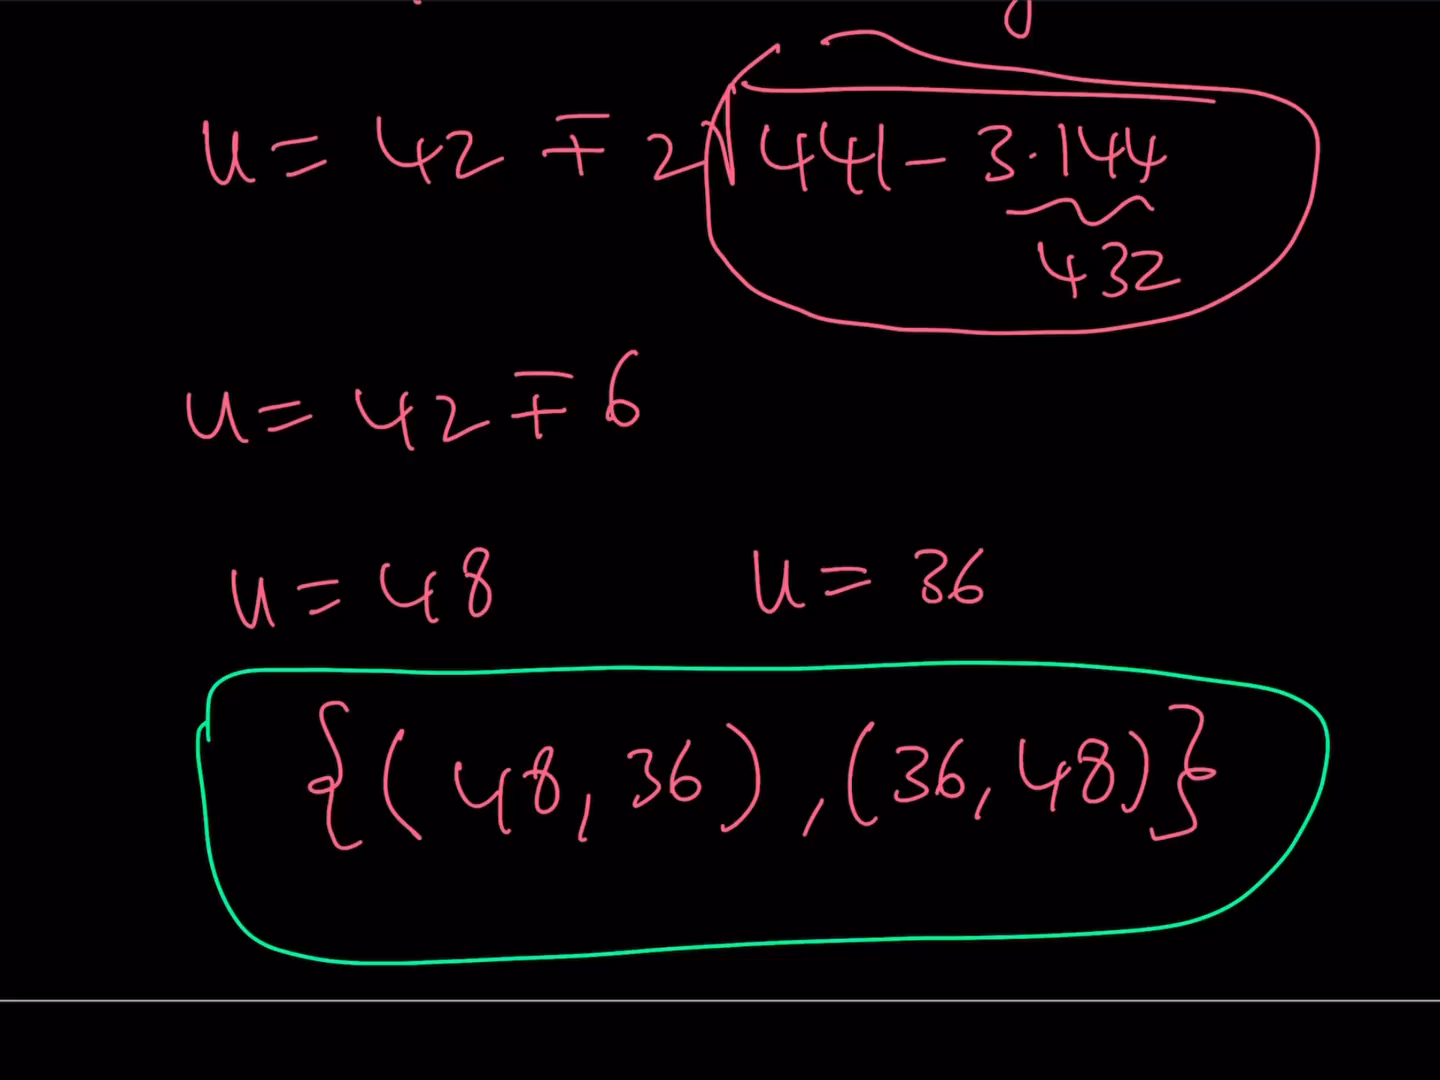 u = 42 ∓ 2√441 - 3·144
432
u = 42 ∓ 6
u = 48 u = 36
{(48, 36), (36, 48)}